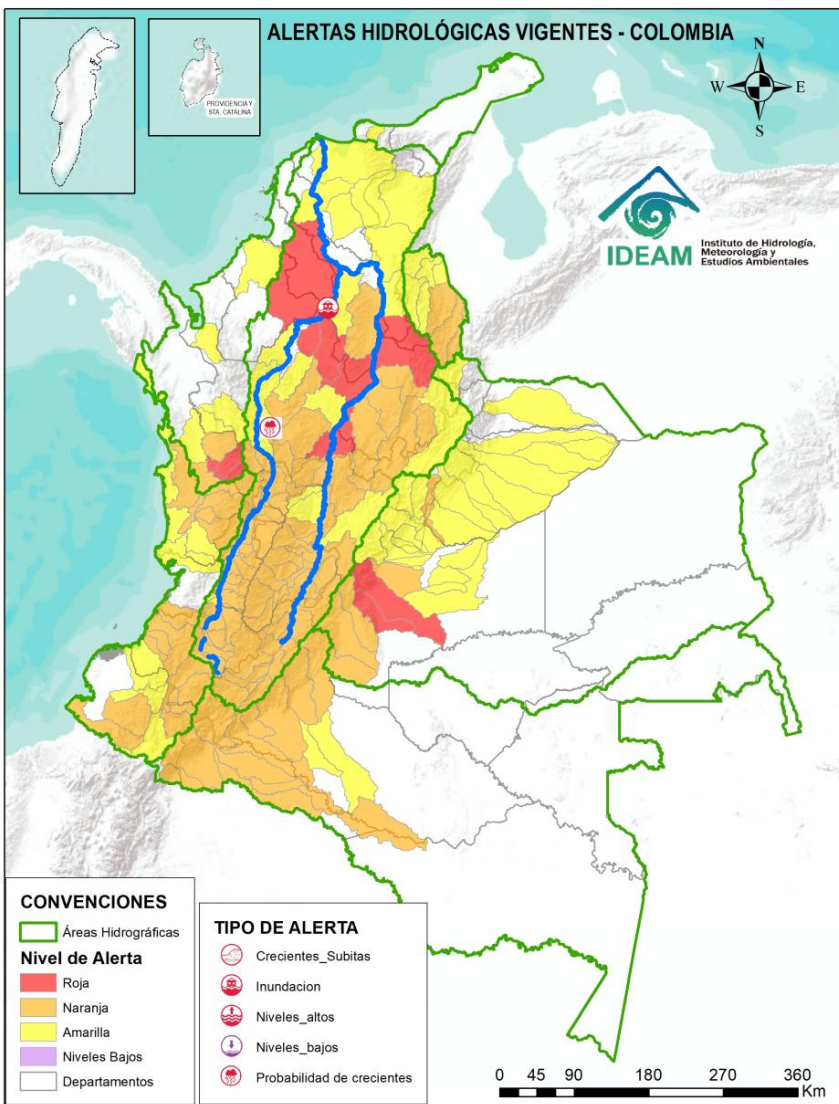 ALERTAS HIDROLÓGICAS VIGENTES - COLOMBIA
PROVIDENCIA Y
STA. CATALINA
N
W E
S
IDEAM
Instituto de Hidrología,
Meteorología y
Estudios Ambientales
CONVENCIONES
Áreas Hidrográficas
Nivel de Alerta
Roja
Naranja
Amarilla
Niveles Bajos
Departamentos
TIPO DE ALERTA
Crecientes_Subitas
Inundacion
Niveles_altos
Niveles_bajos
Probabilidad de crecientes
0 45 90 180 270 360
Km